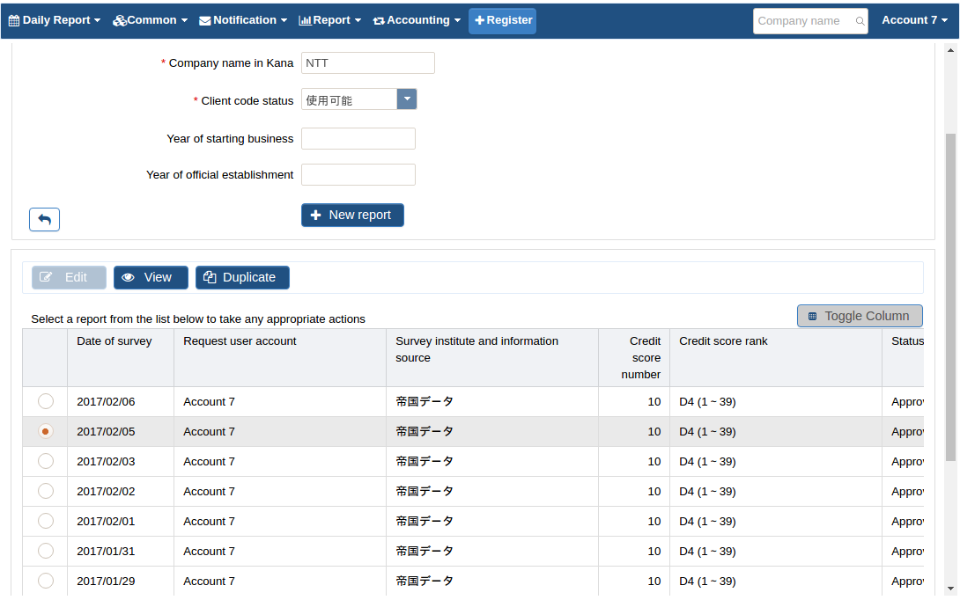 Daily Report Common Notification Report Accounting Register Company name Account 7
* Company name in Kana NTT
* Client code status 使用可能
Year of starting business
Year of official establishment
New report
Edit View Duplicate
Select a report from the list below to take any appropriate actions Toggle Column
Date of survey Request user account Survey institute and information source Credit score number Credit score rank Status
2017/02/06 Account 7 帝国データ 10 D4 (1 ~ 39) Appro
2017/02/05 Account 7 帝国データ 10 D4 (1 ~ 39) Appro
2017/02/03 Account 7 帝国データ 10 D4 (1 ~ 39) Appro
2017/02/02 Account 7 帝国データ 10 D4 (1 ~ 39) Appro
2017/02/01 Account 7 帝国データ 10 D4 (1 ~ 39) Appro
2017/01/31 Account 7 帝国データ 10 D4 (1 ~ 39) Appro
2017/01/29 Account 7 帝国データ 10 D4 (1 ~ 39) Appro